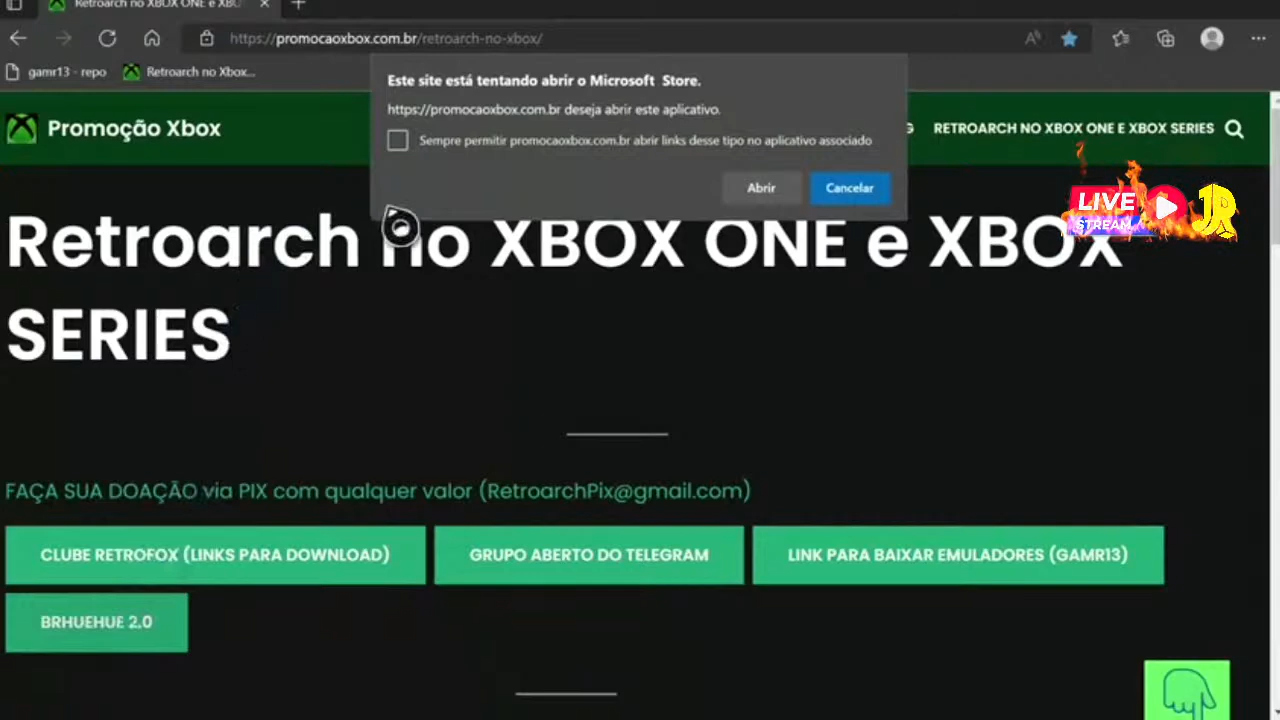 Retroarch no XBOX ONE e XBO
https://promocaoxbox.com.br/retroarch-no-xbox/
gamr13 - repo
Retroarch no Xbox...
Este site está tentando abrir o Microsoft Store.
https://promocaoxbox.com.br deseja abrir este aplicativo.
Sempre permitir promocaoxbox.com.br abrir links desse tipo no aplicativo associado
Abrir
Cancelar
Promoção Xbox
RETROARCH NO XBOX ONE E XBOX SERIES
LIVE
STREAM
JR
Retroarch no XBOX ONE e XBOX
SERIES
FAÇA SUA DOAÇÃO via PIX com qualquer valor (RetroarchPix@gmail.com)
CLUBE RETROFOX (LINKS PARA DOWNLOAD)
GRUPO ABERTO DO TELEGRAM
LINK PARA BAIXAR EMULADORES (GAMR13)
BRHUEHUE 2.0